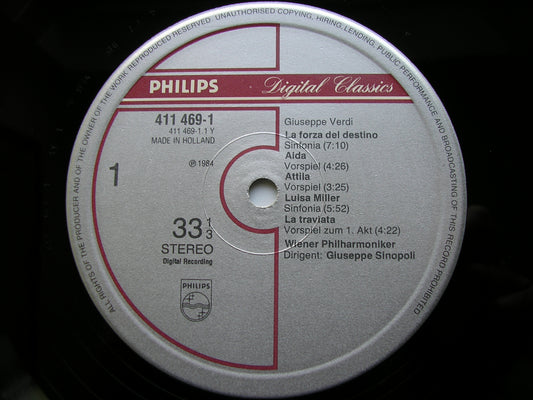 ALL RIGHTS OF THE PRODUCER AND OF THE OWNER OF THE WORK REPRODUCED RESERVED. UNAUTHORISED COPYING, HIRING, LENDING, PUBLIC PERFORMANCE AND BROADCASTING OF THIS RECORD PROHIBITED
PHILIPS Digital Classics
411 469-1
411 469-1.1 Y
MADE IN HOLLAND
℗ 1984
1
33 1/3
STEREO
Digital Recording
PHILIPS
Giuseppe Verdi
La forza del destino
Sinfonia (7:10)
Aida
Vorspiel (4:26)
Attila
Vorspiel (3:25)
Luisa Miller
Sinfonia (5:52)
La traviata
Vorspiel zum 1. Akt (4:22)
Wiener Philharmoniker
Dirigent: Giuseppe Sinopoli